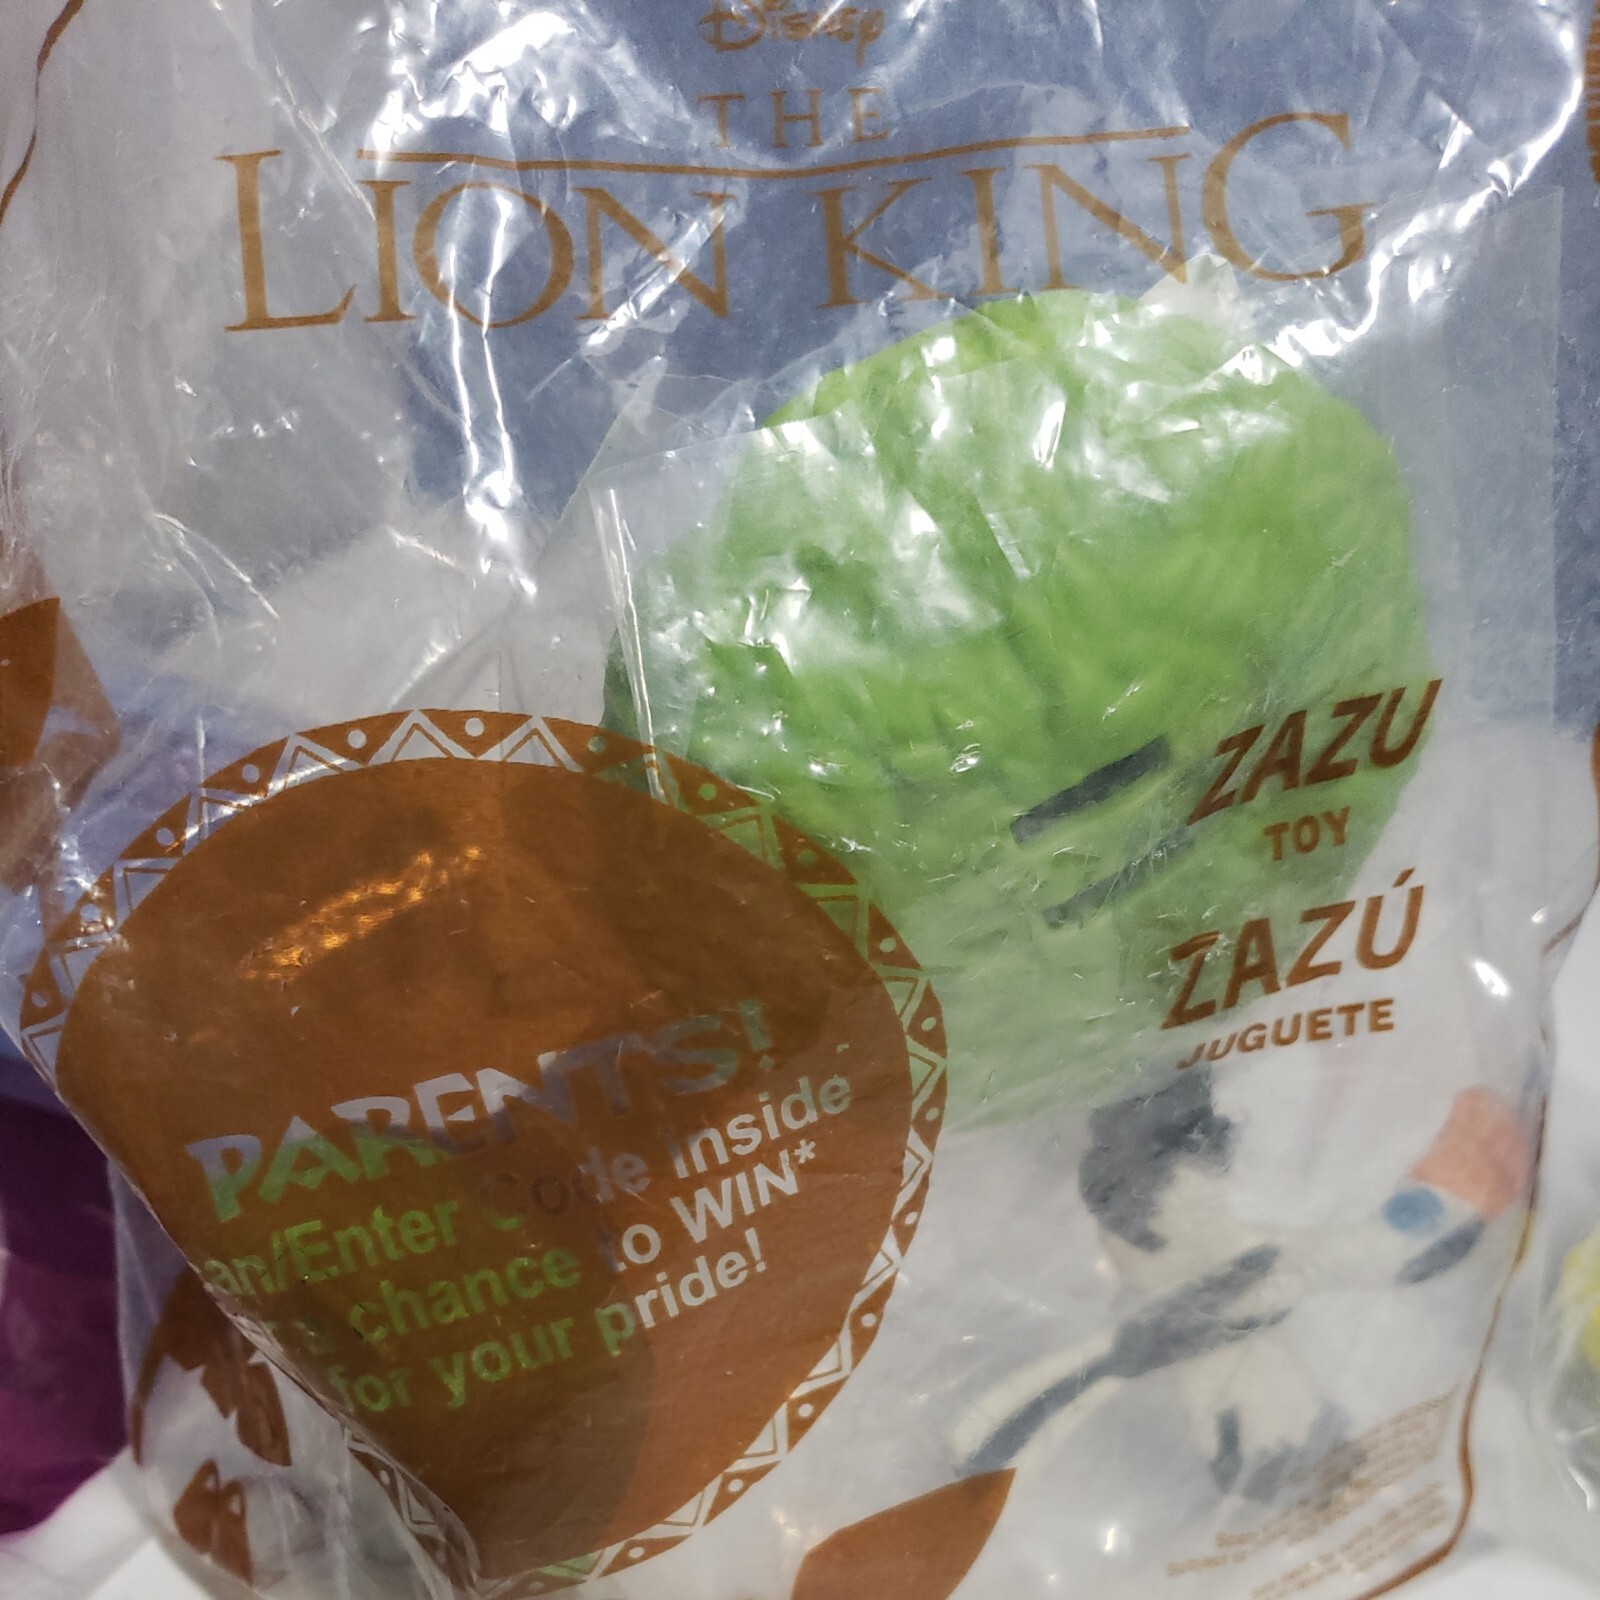 Disney
THE
LION KING
ZAZU
TOY
ZAZÚ
JUGUETE
PARENTS!
Code inside
chance to WIN*
for your pride!